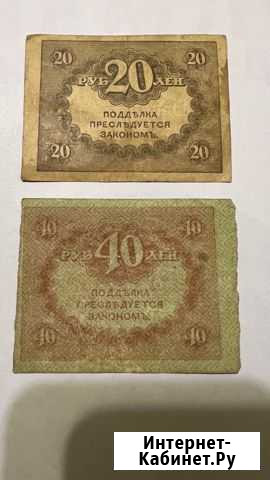 20 20
РУБ 20 ЛЕЙ
ПОДДѢЛКА
ПРЕСЛѢДУЕТСЯ
ЗАКОНОМЪ.
20 20
40 40
РУБ 40 ЛЕЙ
ПОДДѢЛКА
ПРЕСЛѢДУЕТСЯ
ЗАКОНОМЪ.
40 40
Интернет-
Кабинет.Ру